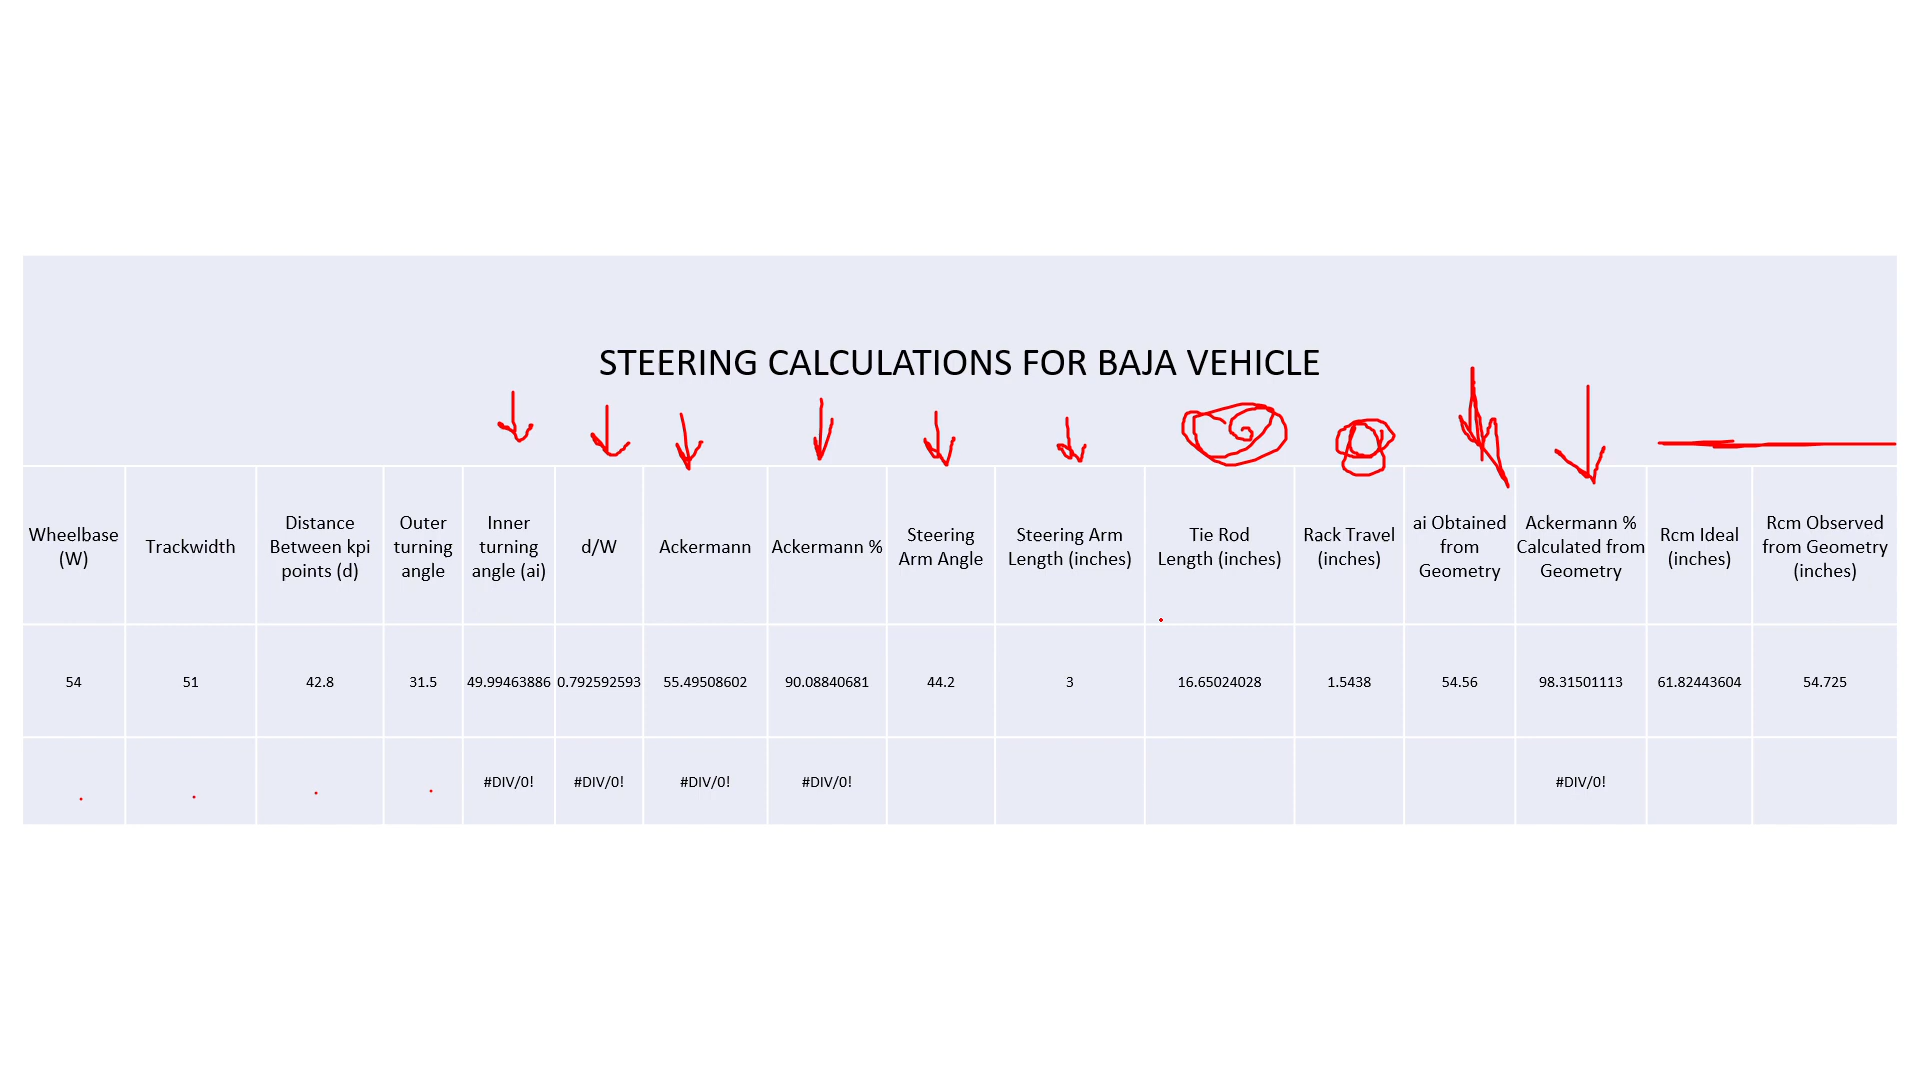 STEERING CALCULATIONS FOR BAJA VEHICLE
Wheelbase
(W)
Trackwidth
Distance
Between kpi
points (d)
Outer
turning
angle
Inner
turning
angle (ai)
d/W
Ackermann
Ackermann %
Steering
Arm Angle
Steering Arm
Length (inches)
Tie Rod
Length (inches)
Rack Travel
(inches)
ai Obtained
from
Geometry
Ackermann %
Calculated from
Geometry
Rcm Ideal
(inches)
Rcm Observed
from Geometry
(inches)
54
51
42.8
31.5
49.99463886
0.792592593
55.49508602
90.08840681
44.2
3
16.65024028
1.5438
54.56
98.31501113
61.82443604
54.725
#DIV/0!
#DIV/0!
#DIV/0!
#DIV/0!
#DIV/0!